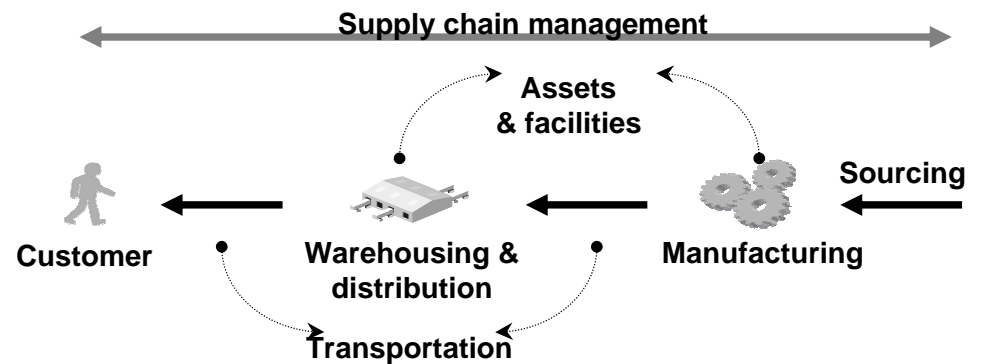 Supply chain management
Assets
& facilities
Sourcing
Customer
Warehousing &
distribution
Manufacturing
Transportation